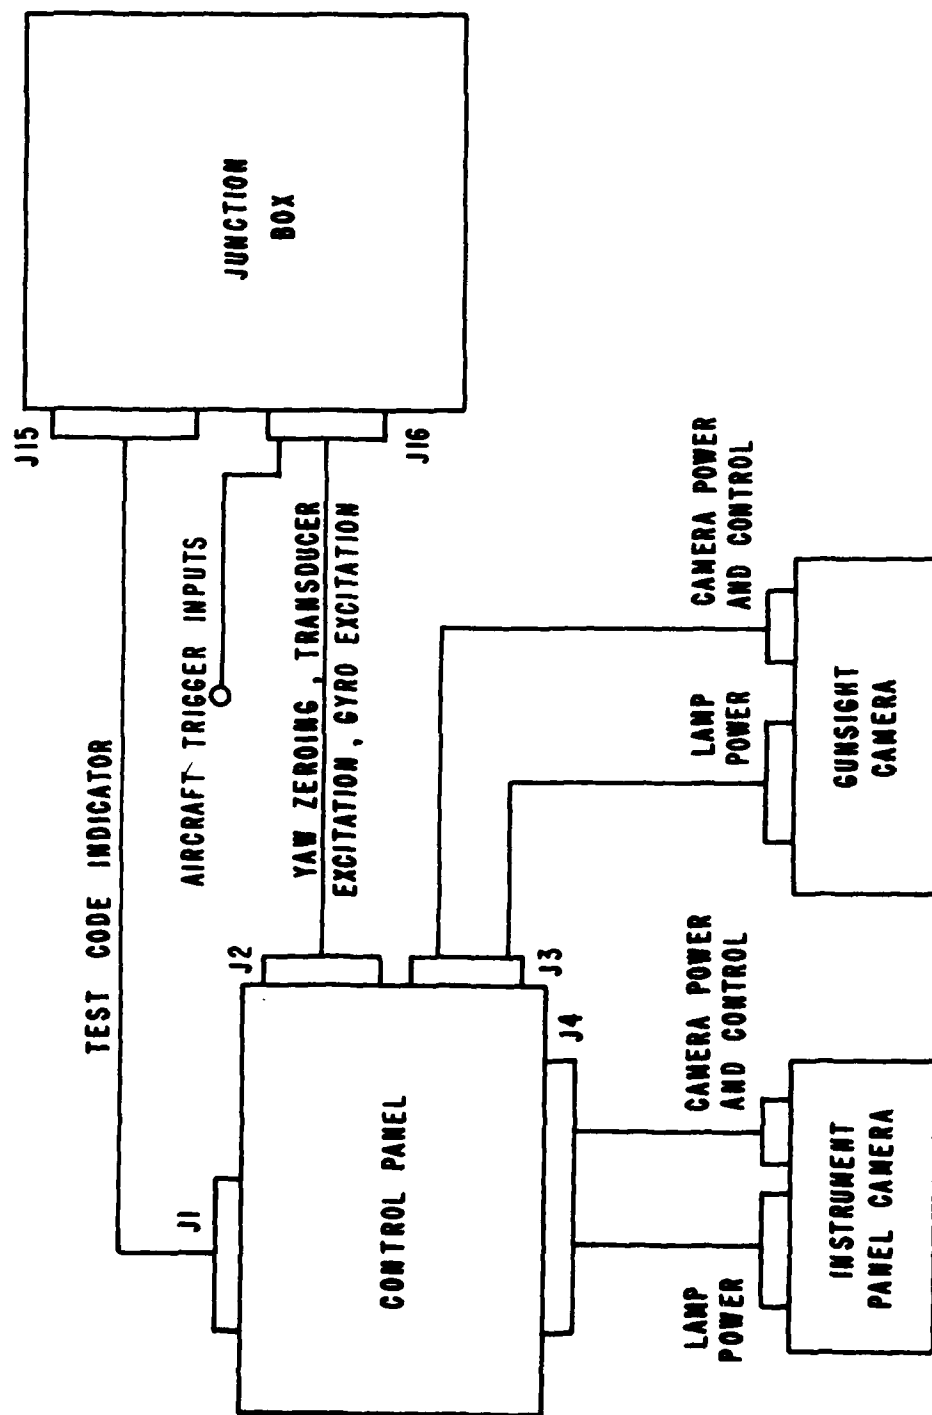 TEST CODE INDICATOR
J1
J15
AIRCRAFT TRIGGER INPUTS
J2
YAW ZEROING, TRANSDUCER
EXCITATION, GYRO EXCITATION
J16
JUNCTION
BOX
CONTROL PANEL
J3
J4
LAMP
POWER
CAMERA POWER
AND CONTROL
LAMP
POWER
CAMERA POWER
AND CONTROL
INSTRUMENT
PANEL CAMERA
GUNSIGHT
CAMERA